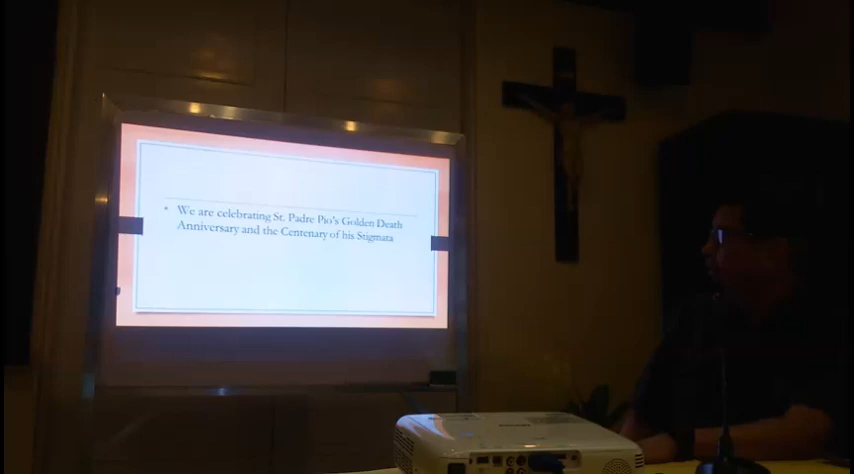 • We are celebrating St. Padre Pio's Golden Death
Anniversary and the Centenary of his Stigmata